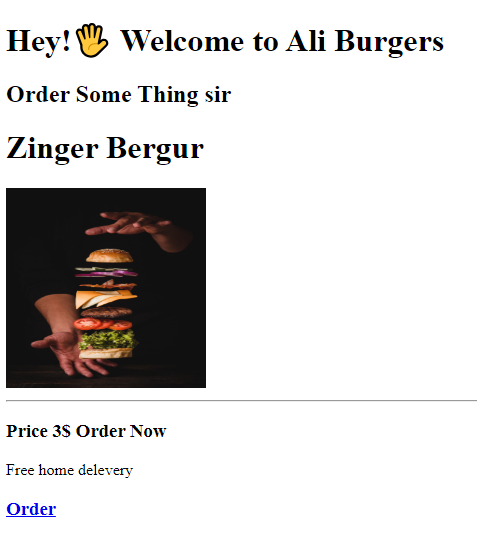 Hey!🖐 Welcome to Ali Burgers
Order Some Thing sir
Zinger Bergur
Price 3$ Order Now
Free home delevery
Order